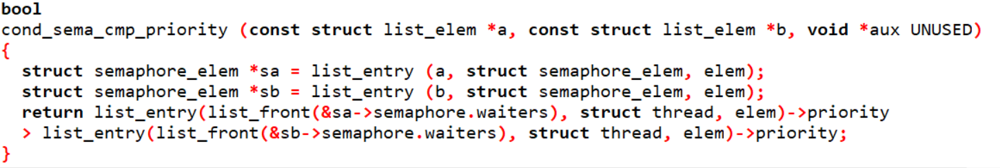 bool
cond_sema_cmp_priority (const struct list_elem *a, const struct list_elem *b, void *aux UNUSED)
{
  struct semaphore_elem *sa = list_entry (a, struct semaphore_elem, elem);
  struct semaphore_elem *sb = list_entry (b, struct semaphore_elem, elem);
  return list_entry(list_front(&sa->semaphore.waiters), struct thread, elem)->priority
  > list_entry(list_front(&sb->semaphore.waiters), struct thread, elem)->priority;
}